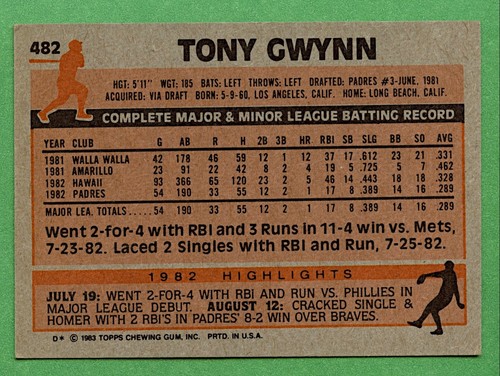 482 TONY GWYNN
HGT: 5'11" WGT: 185 BATS: LEFT THROWS: LEFT DRAFTED: PADRES #3-JUNE, 1981
ACQUIRED: VIA DRAFT BORN: 5-9-60, LOS ANGELES, CALIF. HOME: LONG BEACH, CALIF.
COMPLETE MAJOR & MINOR LEAGUE BATTING RECORD
YEAR CLUB G AB R H 2B 3B HR RBI SB SLG BB SO AVG
1981 WALLA WALLA 42 178 46 59 12 1 12 37 17 .612 23 21 .331
1981 AMARILLO 23 91 22 42 8 2 4 19 5 .725 5 7 .462
1982 HAWAII 93 366 65 120 23 2 5 46 14 .443 18 18 .328
1982 PADRES 54 190 33 55 12 2 1 17 8 .389 14 16 .289
MAJOR LEA. TOTALS.....54 190 33 55 12 2 1 17 8 .389 14 16 .289
Went 2-for-4 with RBI and 3 Runs in 11-4 win vs. Mets,
7-23-82. Laced 2 Singles with RBI and Run, 7-25-82.
1982 HIGHLIGHTS
JULY 19: WENT 2-FOR-4 WITH RBI AND RUN VS. PHILLIES IN
MAJOR LEAGUE DEBUT. AUGUST 12: CRACKED SINGLE &
HOMER WITH 2 RBI'S IN PADRES' 8-2 WIN OVER BRAVES.
D* © 1983 TOPPS CHEWING GUM, INC. PRTD. IN U.S.A.